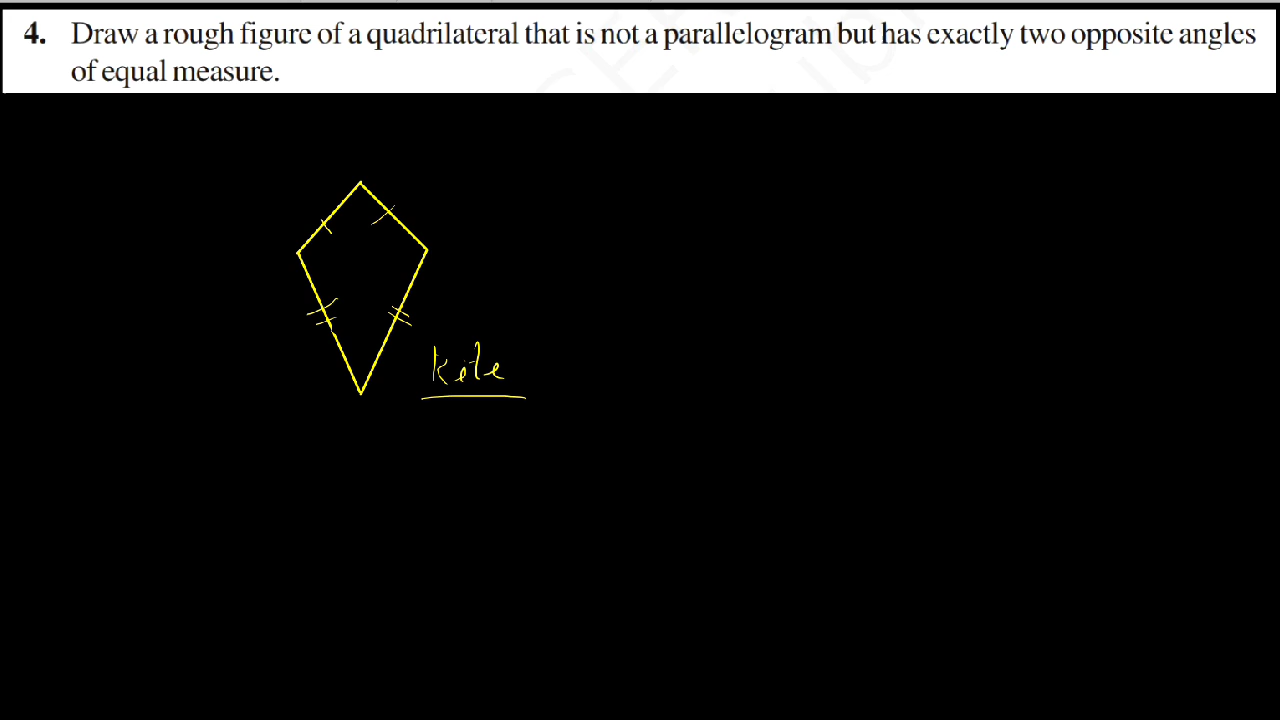 4. Draw a rough figure of a quadrilateral that is not a parallelogram but has exactly two opposite angles
of equal measure.
Kite